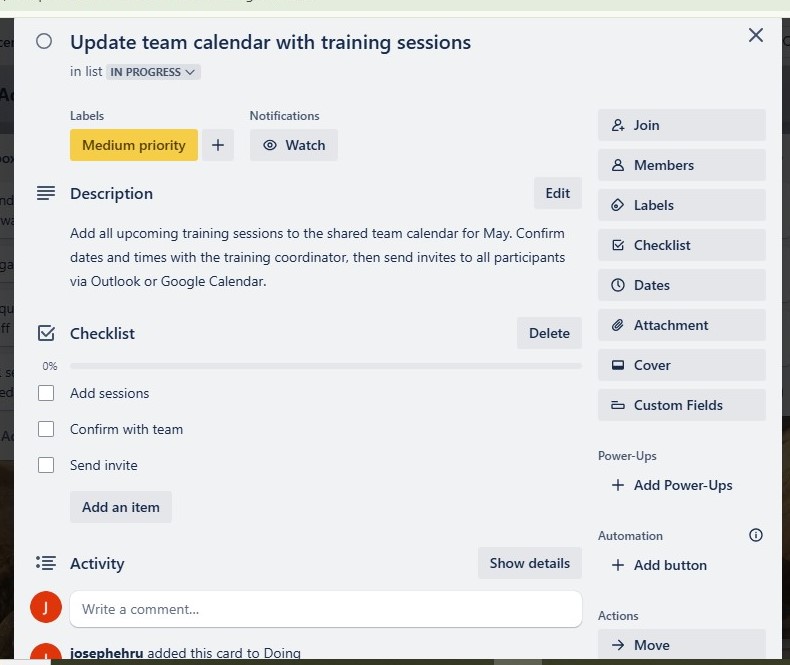 Update team calendar with training sessions
in list IN PROGRESS
Labels
Notifications
Medium priority
+
Watch
Description
Edit
Add all upcoming training sessions to the shared team calendar for May. Confirm
dates and times with the training coordinator, then send invites to all participants
via Outlook or Google Calendar.
Checklist
Delete
0%
Add sessions
Confirm with team
Send invite
Add an item
Activity
Show details
J
Write a comment...
J
josephehru added this card to Doing
Join
Members
Labels
Checklist
Dates
Attachment
Cover
Custom Fields
Power-Ups
+ Add Power-Ups
Automation
+ Add button
Actions
Move